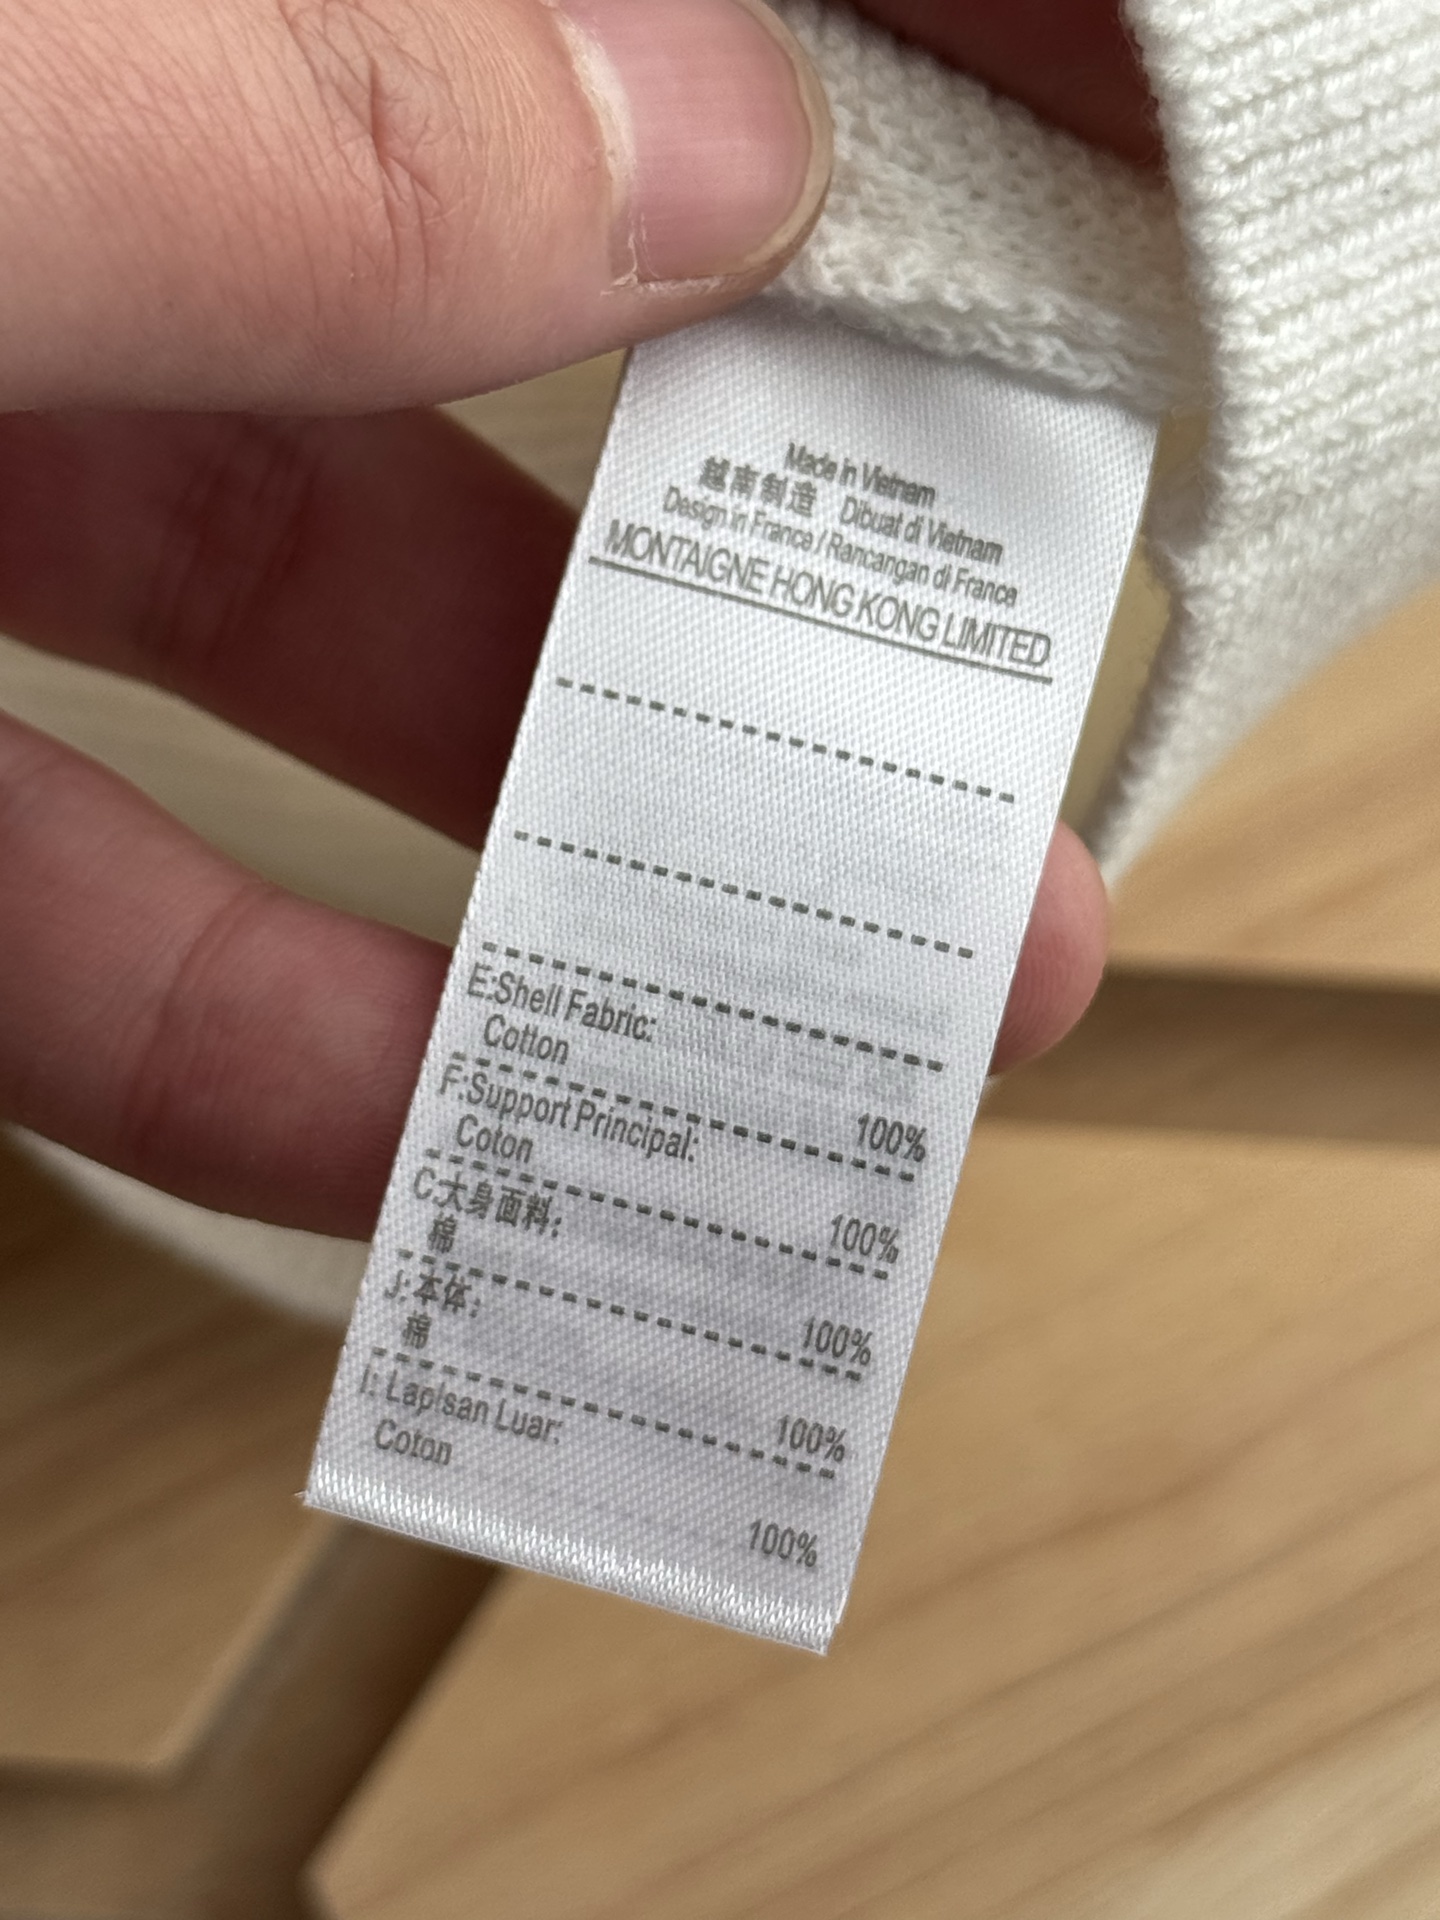 Made in Vietnam
越南制造 Dibuat di Vietnam
Design in France / Rancangan di France
MONTAIGNE HONG KONG LIMITED
E:Shell Fabric:
Cotton 100%
F:Support Principal:
Coton 100%
C:大身面料:
棉 100%
J:本体:
棉 100%
I: Lapisan Luar:
Coton 100%